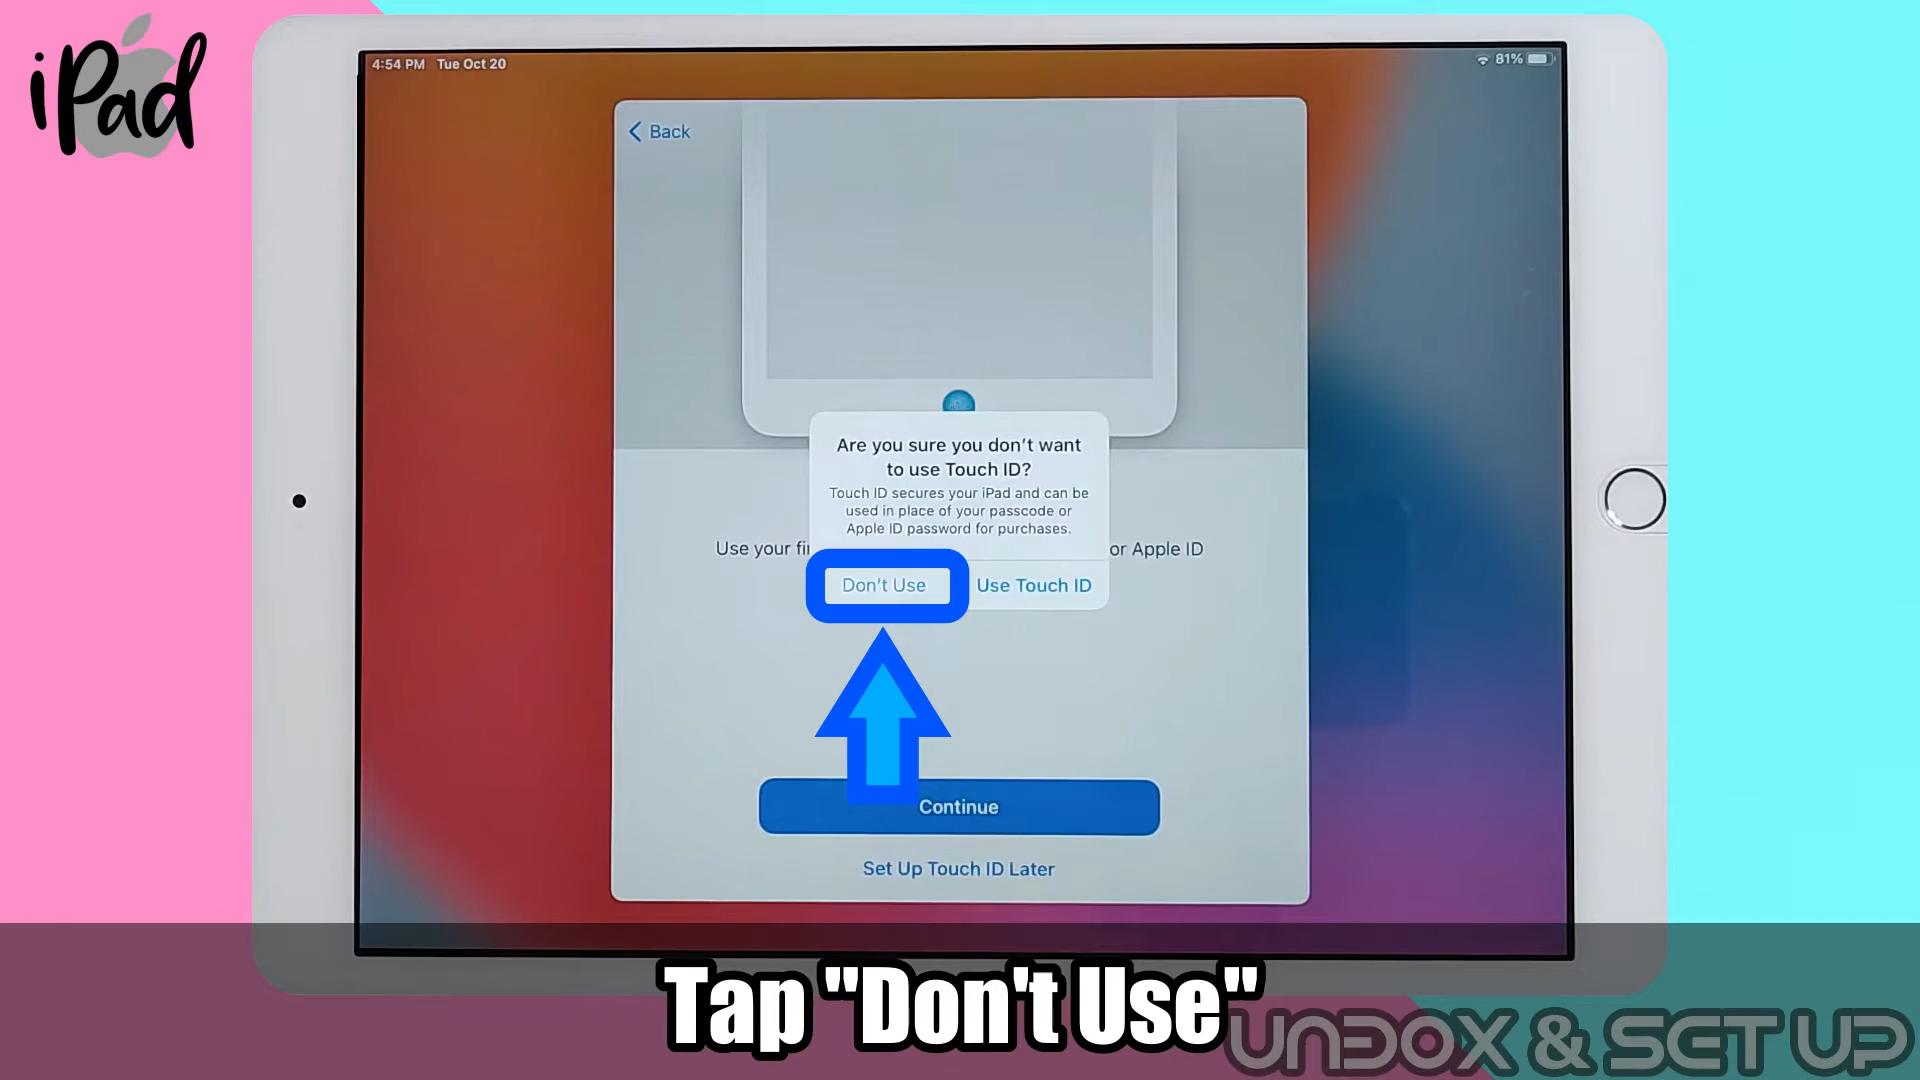 iPad
4:54 PM Tue Oct 20
81%
Back
Are you sure you don't want
to use Touch ID?
Touch ID secures your iPad and can be
used in place of your passcode or
Apple ID password for purchases.
Use your fi
or Apple ID
Don't Use
Use Touch ID
Continue
Set Up Touch ID Later
Tap "Don't Use"
UNBOX & SET UP